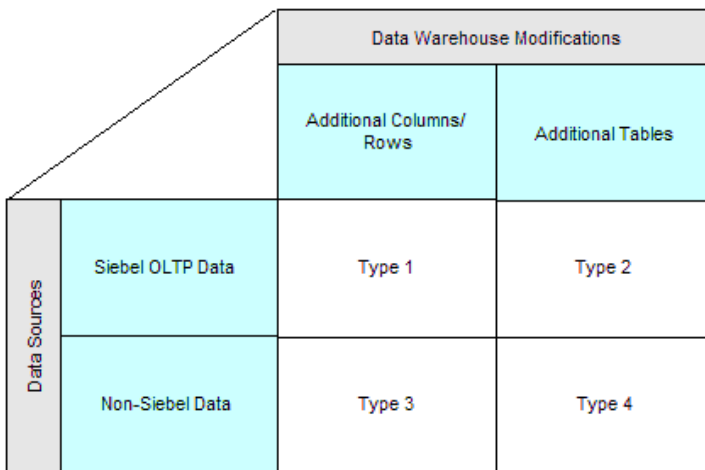 Data Warehouse Modifications
Additional Columns/
Rows
Additional Tables
Data Sources
Siebel OLTP Data
Type 1
Type 2
Non-Siebel Data
Type 3
Type 4